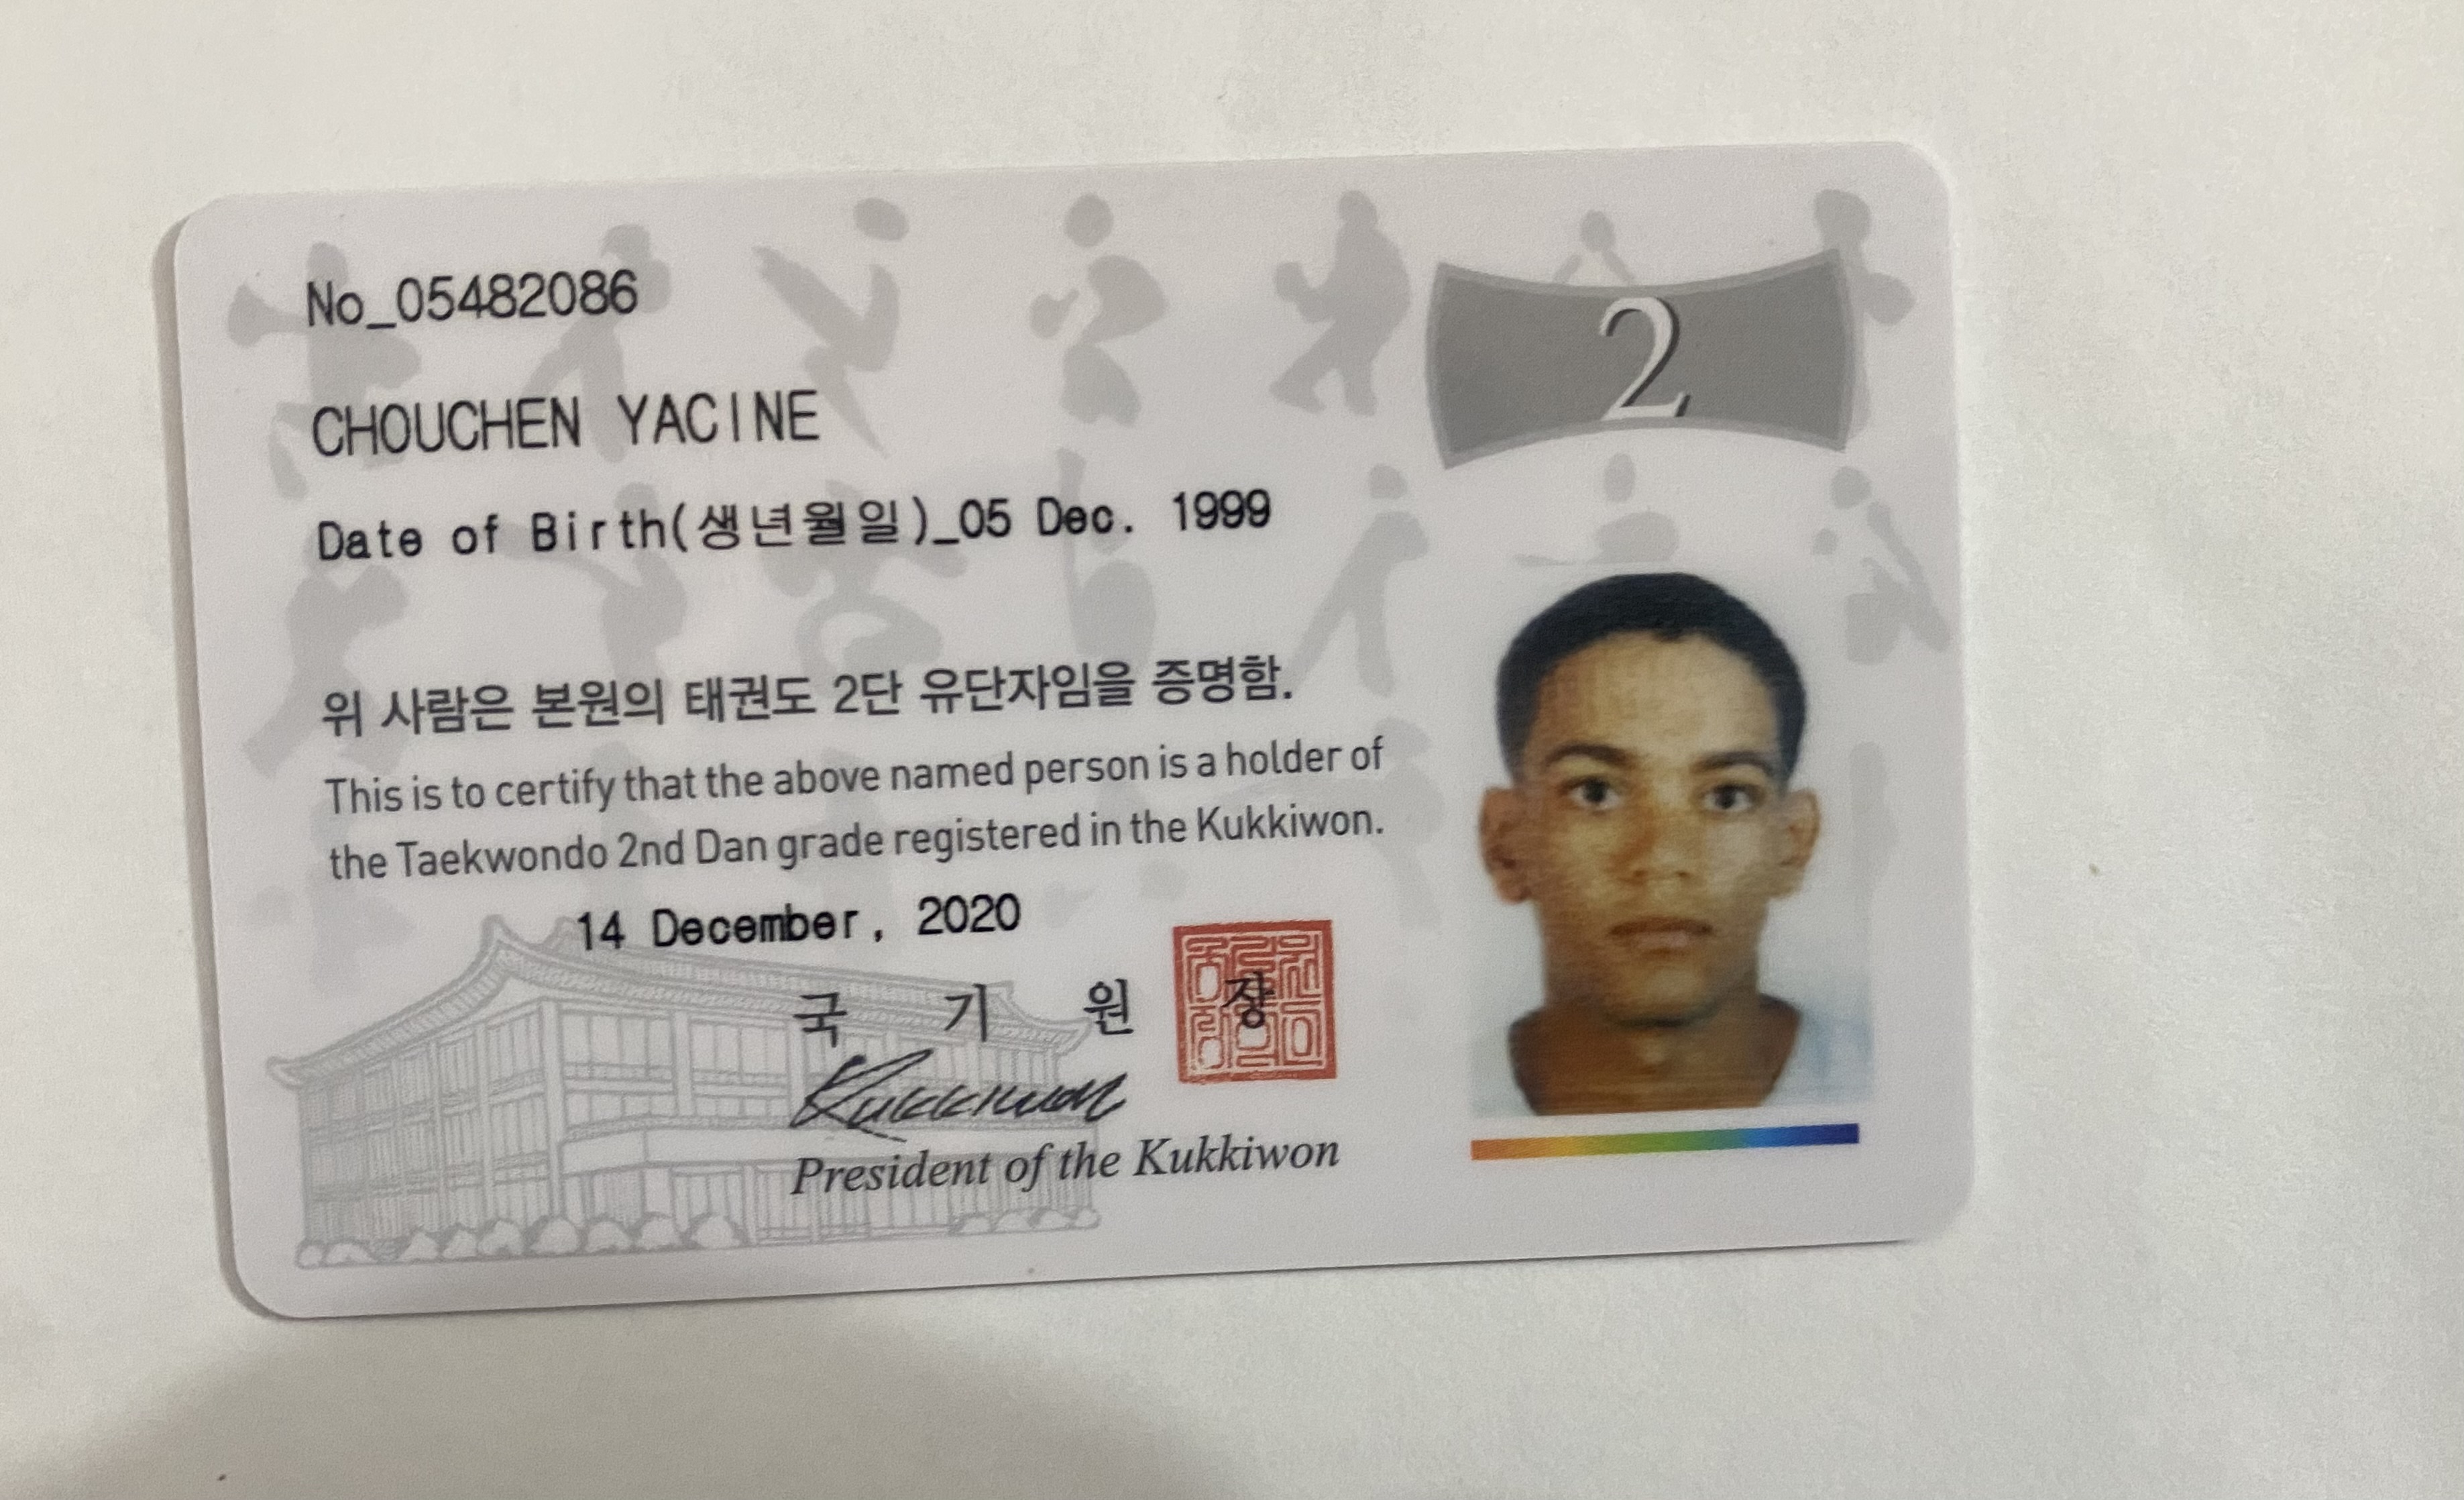 No_05482086
2
CHOUCHEN YACINE
Date of Birth(생년월일)_05 Dec. 1999
위 사람은 본원의 태권도 2단 유단자임을 증명함.
This is to certify that the above named person is a holder of
the Taekwondo 2nd Dan grade registered in the Kukkiwon.
14 December, 2020
국 기 원 장
Kukkiwon
President of the Kukkiwon